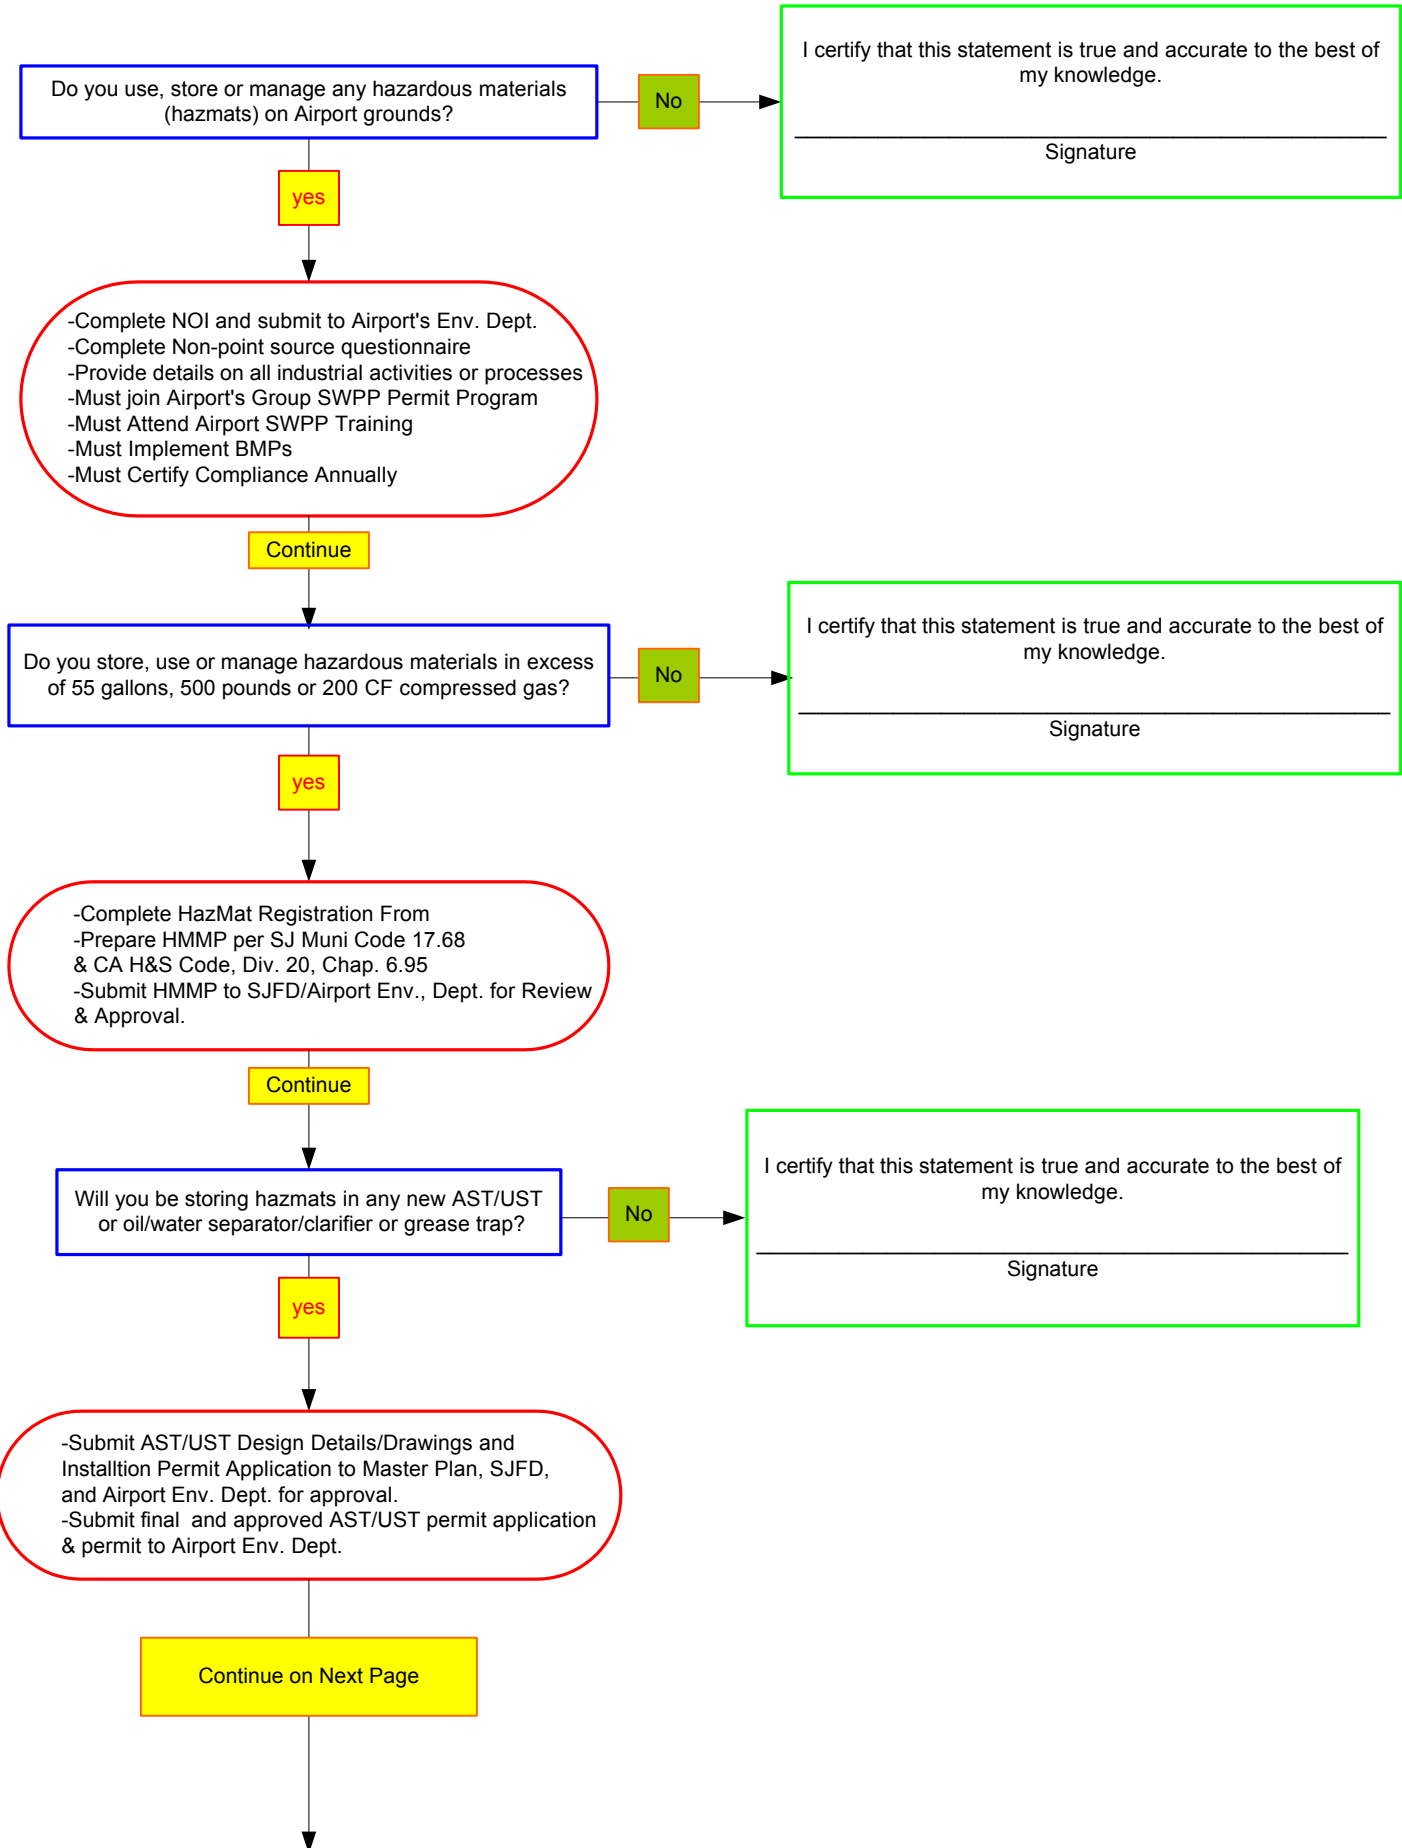 Do you use, store or manage any hazardous materials
(hazmats) on Airport grounds?
No
I certify that this statement is true and accurate to the best of
my knowledge.
Signature
yes
-Complete NOI and submit to Airport's Env. Dept.
-Complete Non-point source questionnaire
-Provide details on all industrial activities or processes
-Must join Airport's Group SWPP Permit Program
-Must Attend Airport SWPP Training
-Must Implement BMPs
-Must Certify Compliance Annually
Continue
Do you store, use or manage hazardous materials in excess
of 55 gallons, 500 pounds or 200 CF compressed gas?
No
I certify that this statement is true and accurate to the best of
my knowledge.
Signature
yes
-Complete HazMat Registration From
-Prepare HMMP per SJ Muni Code 17.68
& CA H&S Code, Div. 20, Chap. 6.95
-Submit HMMP to SJFD/Airport Env., Dept. for Review
& Approval.
Continue
Will you be storing hazmats in any new AST/UST
or oil/water separator/clarifier or grease trap?
No
I certify that this statement is true and accurate to the best of
my knowledge.
Signature
yes
-Submit AST/UST Design Details/Drawings and
Installtion Permit Application to Master Plan, SJFD,
and Airport Env. Dept. for approval.
-Submit final  and approved AST/UST permit application
& permit to Airport Env. Dept.
Continue on Next Page